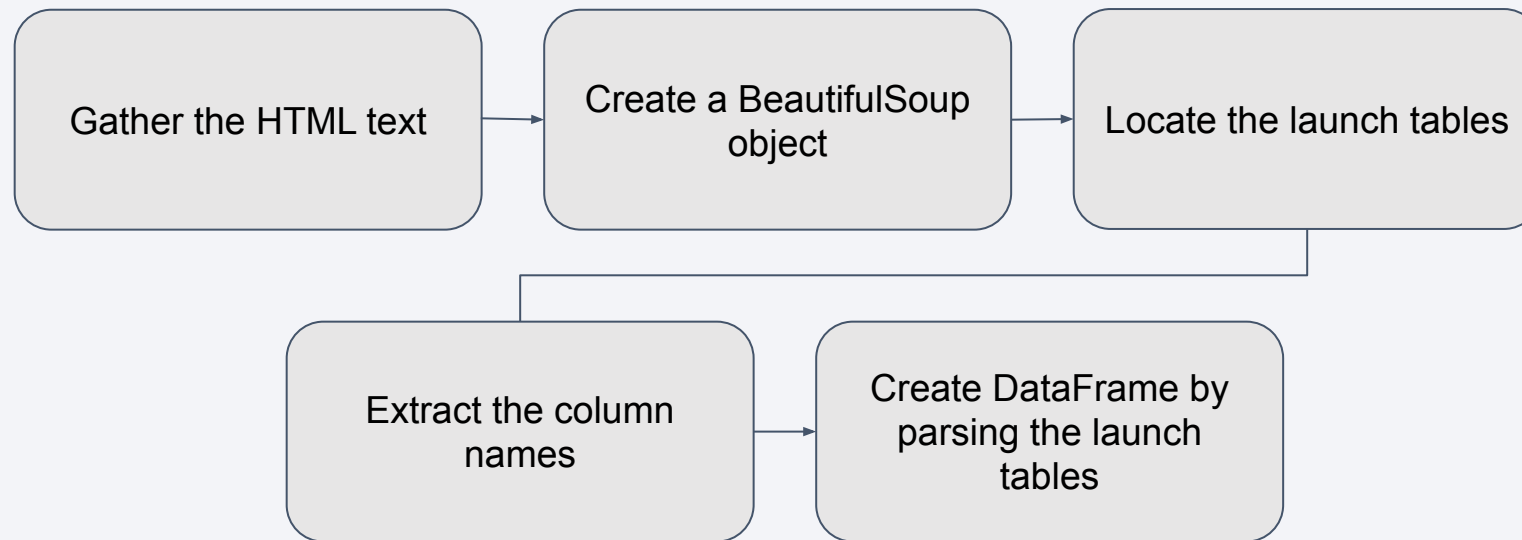 Gather the HTML text
Create a BeautifulSoup
object
Locate the launch tables
Extract the column
names
Create DataFrame by
parsing the launch
tables